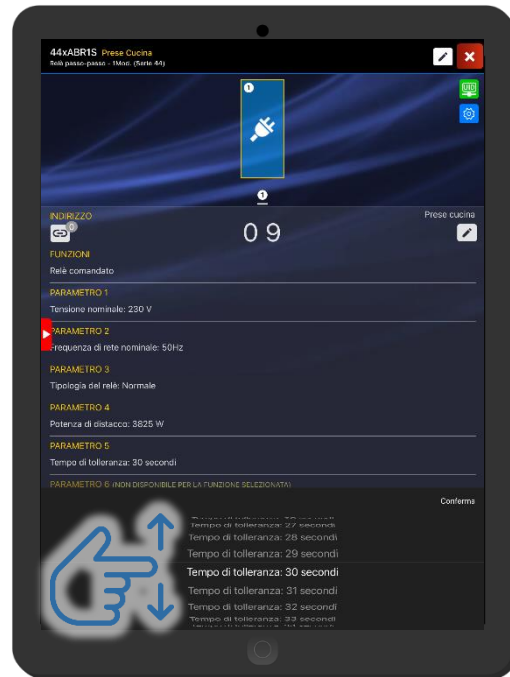 44xABR1S Prese Cucina
Relè passo-passo - 1Mod. (Serie 44)
1
UID
1
INDIRIZZO
Prese cucina
0
0 9
FUNZIONI
Relè comandato
PARAMETRO 1
Tensione nominale: 230 V
PARAMETRO 2
Frequenza di rete nominale: 50Hz
PARAMETRO 3
Tipologia del relè: Normale
PARAMETRO 4
Potenza di distacco: 3825 W
PARAMETRO 5
Tempo di tolleranza: 30 secondi
PARAMETRO 6 (NON DISPONIBILE PER LA FUNZIONE SELEZIONATA)
Conferma
Tempo di tolleranza: 27 secondi
Tempo di tolleranza: 28 secondi
Tempo di tolleranza: 29 secondi
Tempo di tolleranza: 30 secondi
Tempo di tolleranza: 31 secondi
Tempo di tolleranza: 32 secondi
Tempo di tolleranza: 33 secondi